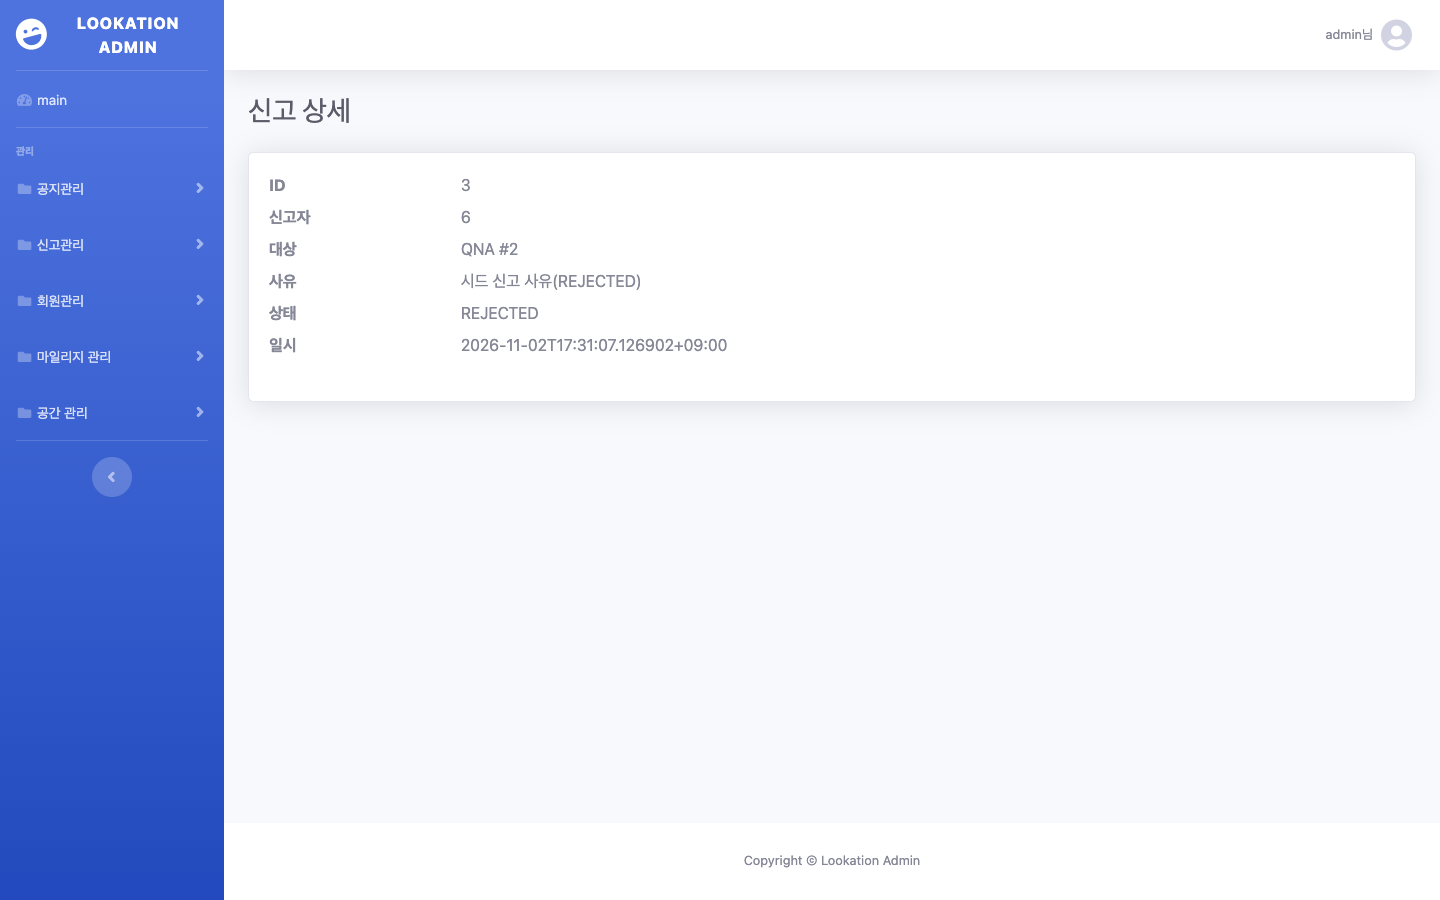 LOOKATION
ADMIN
admin님
main
관리
공지관리
신고관리
회원관리
마일리지 관리
공간 관리
신고 상세
ID 3
신고자 6
대상 QNA #2
사유 시드 신고 사유(REJECTED)
상태 REJECTED
일시 2026-11-02T17:31:07.126902+09:00
Copyright © Lookation Admin